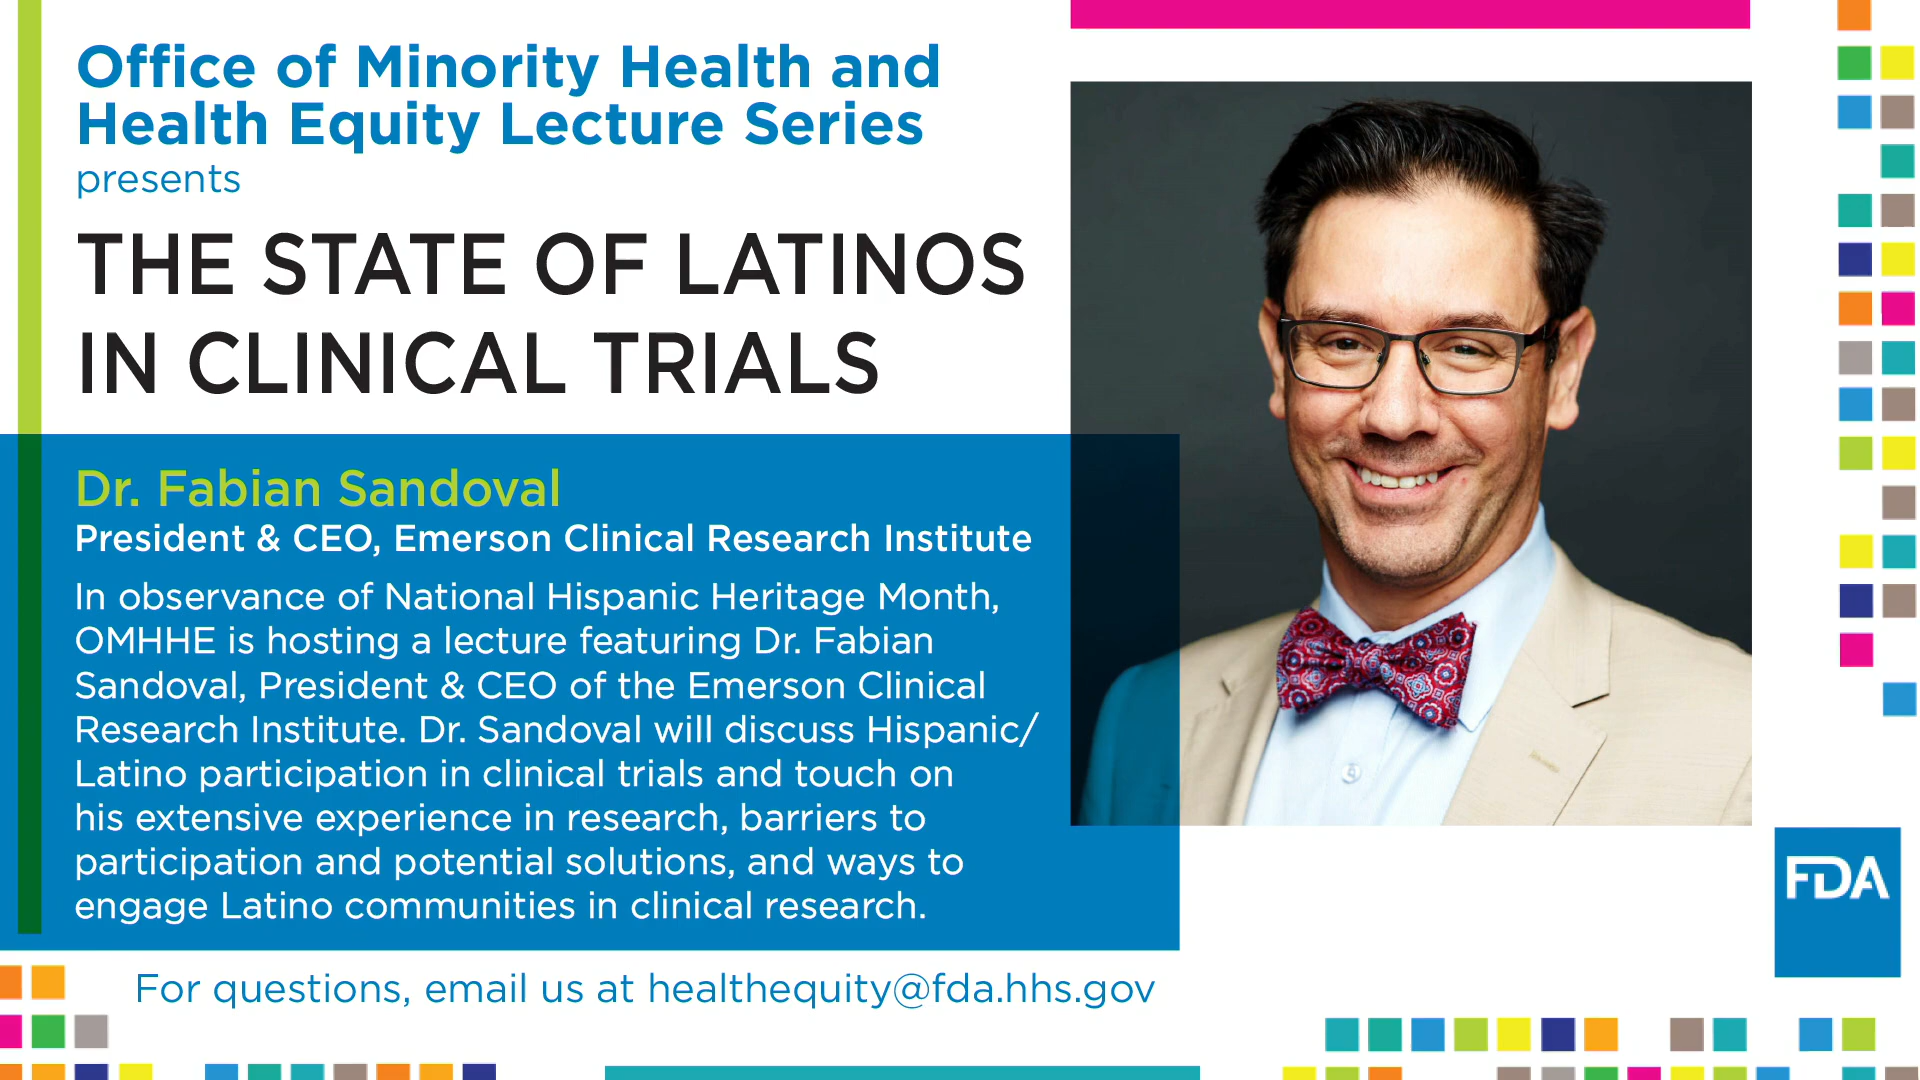 Office of Minority Health and
Health Equity Lecture Series
presents
THE STATE OF LATINOS
IN CLINICAL TRIALS
Dr. Fabian Sandoval
President & CEO, Emerson Clinical Research Institute
In observance of National Hispanic Heritage Month,
OMHHE is hosting a lecture featuring Dr. Fabian
Sandoval, President & CEO of the Emerson Clinical
Research Institute. Dr. Sandoval will discuss Hispanic/
Latino participation in clinical trials and touch on
his extensive experience in research, barriers to
participation and potential solutions, and ways to
engage Latino communities in clinical research.
FDA
For questions, email us at healthequity@fda.hhs.gov